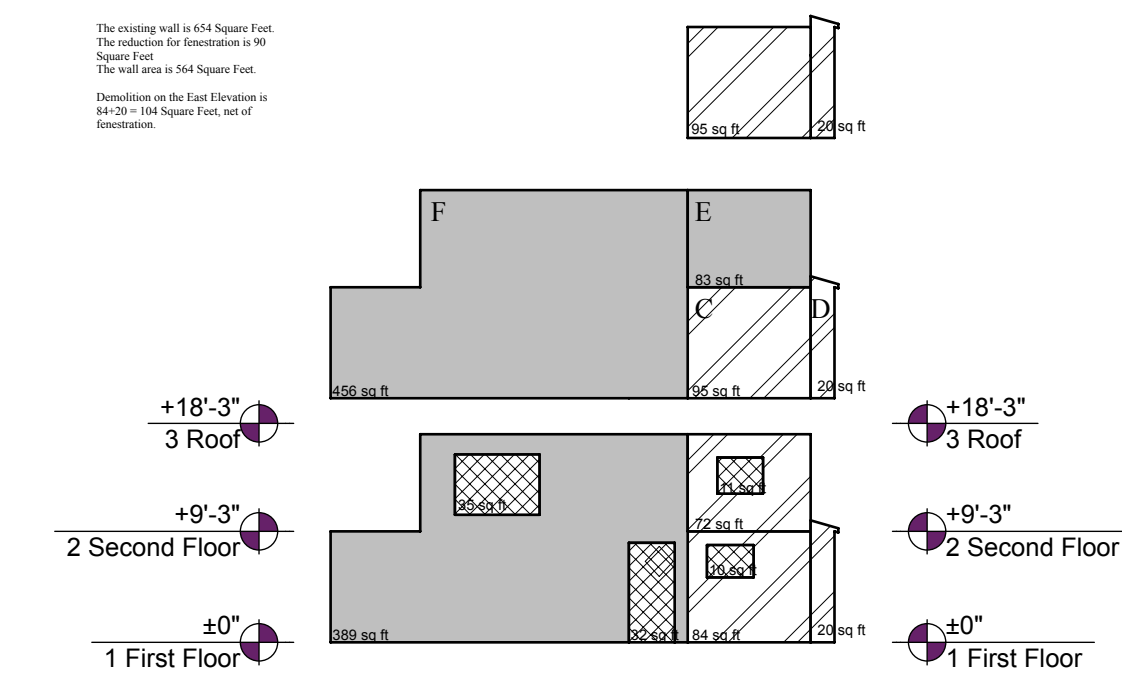 The existing wall is 654 Square Feet.
The reduction for fenestration is 90
Square Feet
The wall area is 564 Square Feet.
Demolition on the East Elevation is
84+20 = 104 Square Feet, net of
fenestration.
95 sq ft
20 sq ft
F
E
83 sq ft
C
D
456 sq ft
95 sq ft
20 sq ft
+18'-3"
3 Roof
+18'-3"
3 Roof
35 sq ft
11 sq ft
72 sq ft
+9'-3"
2 Second Floor
+9'-3"
2 Second Floor
10 sq ft
389 sq ft
32 sq ft
84 sq ft
20 sq ft
±0"
1 First Floor
±0"
1 First Floor